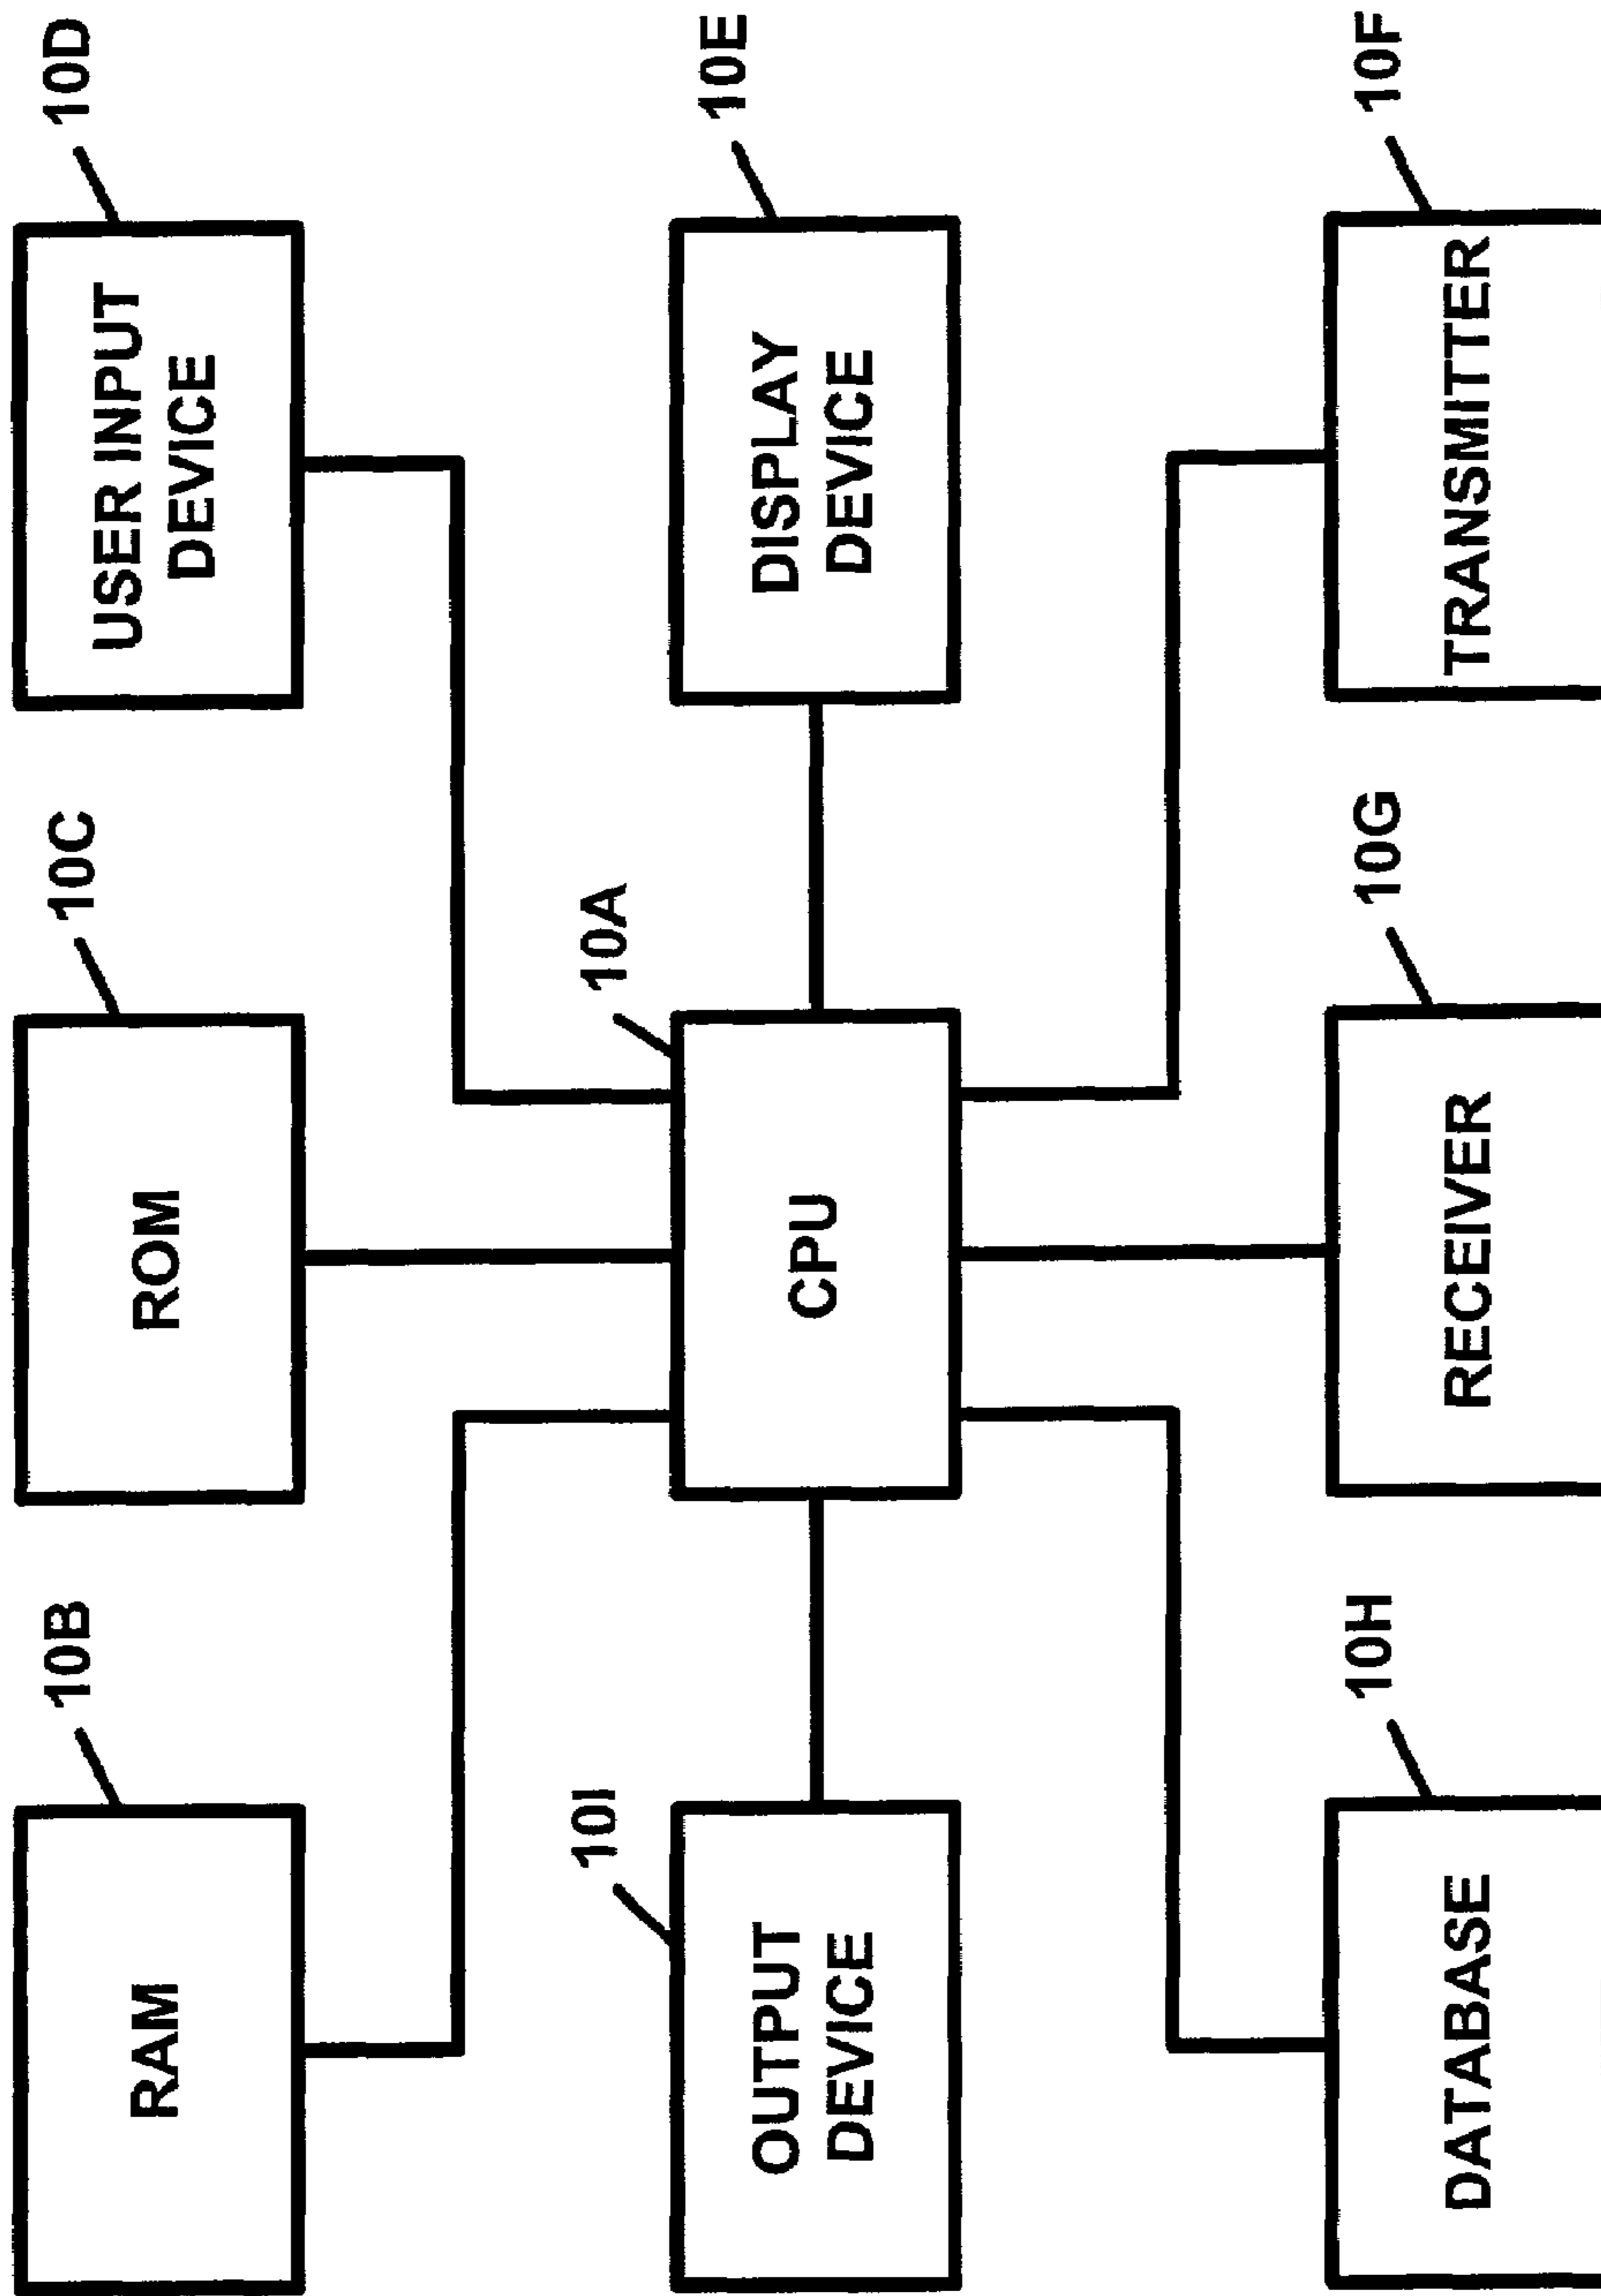 10B
10C
10D
RAM
ROM
USER INPUT
DEVICE
10I
10A
10E
OUTPUT
DEVICE
CPU
DISPLAY
DEVICE
10H
10G
10F
DATABASE
RECEIVER
TRANSMITTER